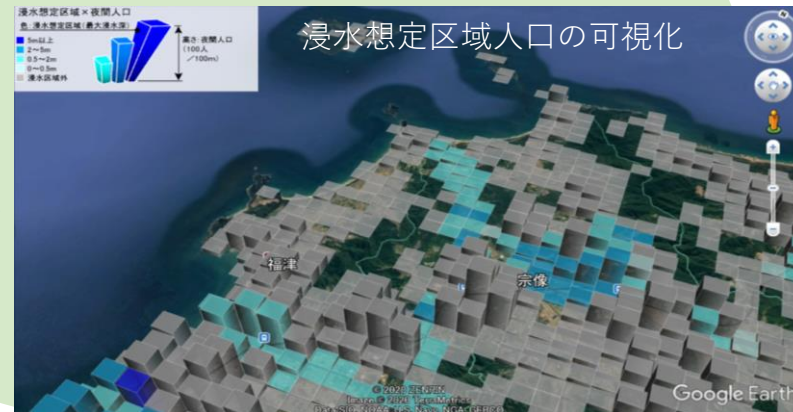 浸水想定区域×夜間人口
色:浸水想定区域(最大浸水深)
5m以上
2～5m
0.5～2m
0～0.5m
浸水区域外
高さ:夜間人口
(100人
／100m)
浸水想定区域人口の可視化
福津
宗像
Google Earth